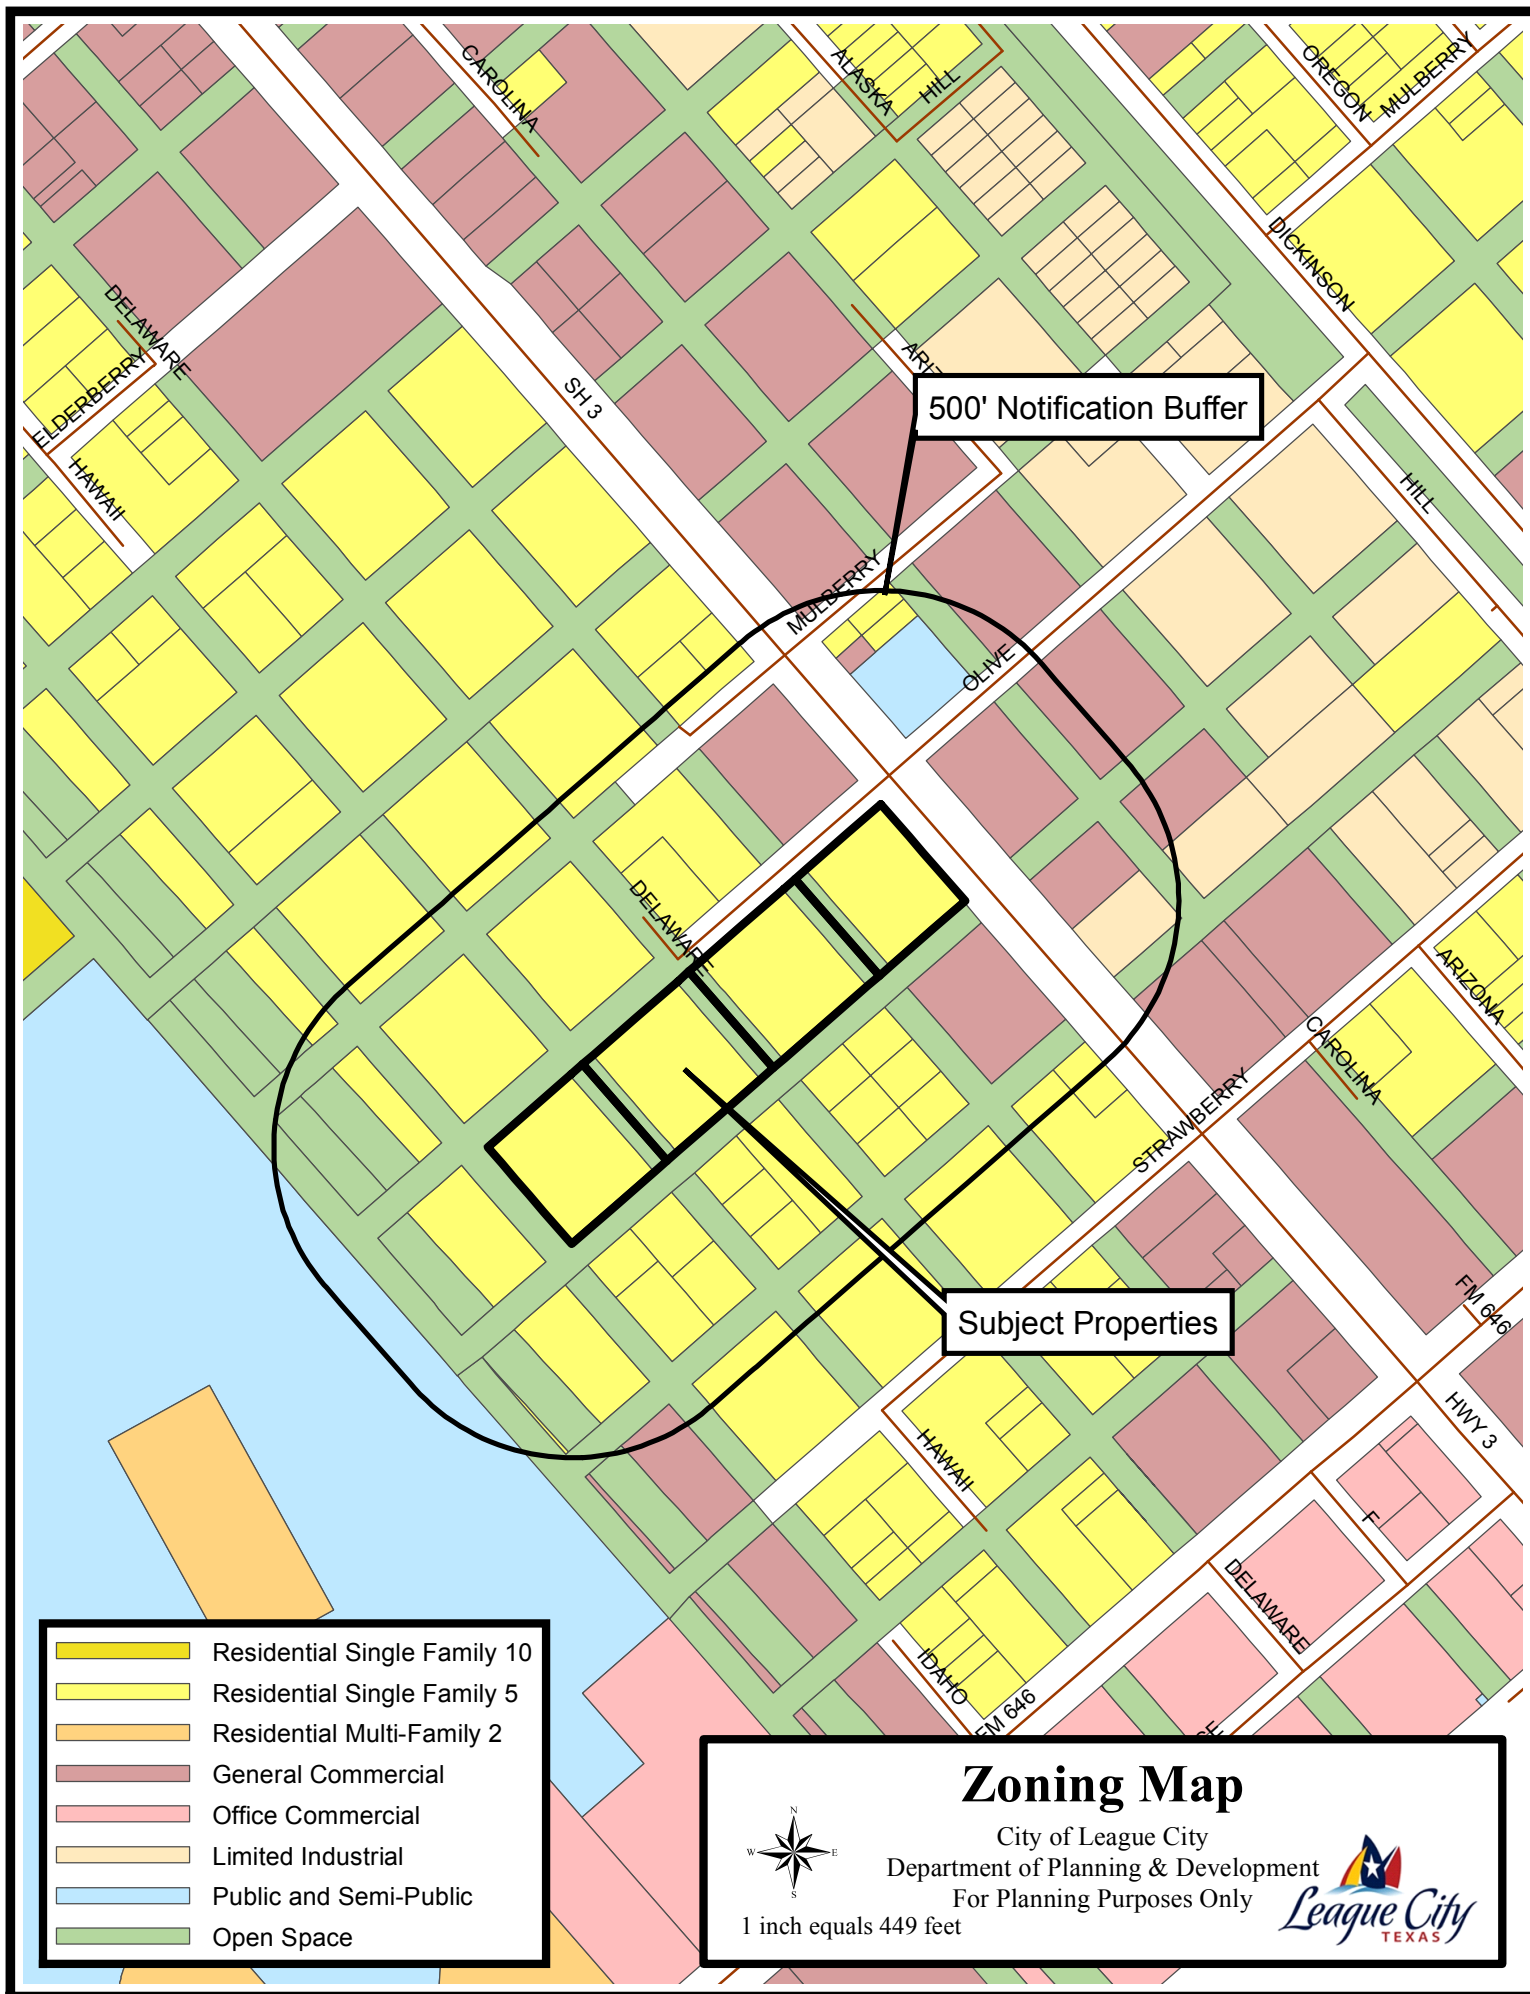 CAROLINA
ALASKA
HILL
OREGON
MULBERRY
DICKINSON
DELAWARE
ELDERBERRY
HAWAII
SH 3
500' Notification Buffer
HILL
MULBERRY
OLIVE
DELAWARE
ARIZONA
CAROLINA
STRAWBERRY
Subject Properties
FM 646
HWY 3
HAWAII
F
DELAWARE
IDAHO
FM 646
Residential Single Family 10
Residential Single Family 5
Residential Multi-Family 2
General Commercial
Office Commercial
Limited Industrial
Public and Semi-Public
Open Space
Zoning Map
City of League City
Department of Planning & Development
For Planning Purposes Only
1 inch equals 449 feet
N
W
E
S
League City
TEXAS